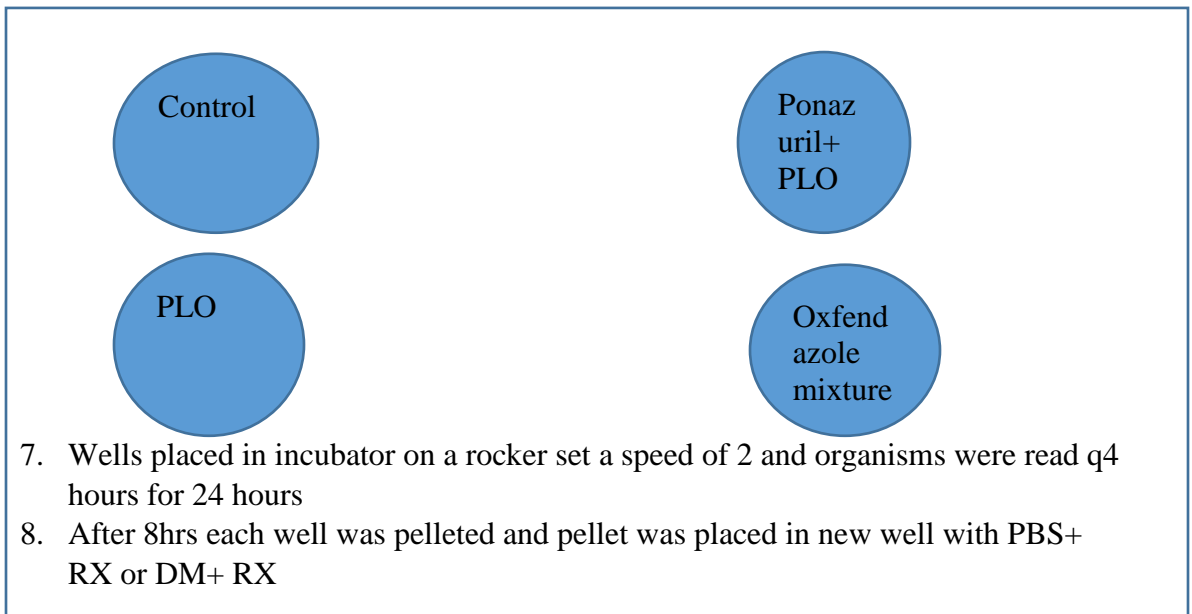 Control
Ponaz
uril+
PLO
PLO
Oxfend
azole
mixture
7. Wells placed in incubator on a rocker set a speed of 2 and organisms were read q4
hours for 24 hours
8. After 8hrs each well was pelleted and pellet was placed in new well with PBS+
RX or DM+ RX